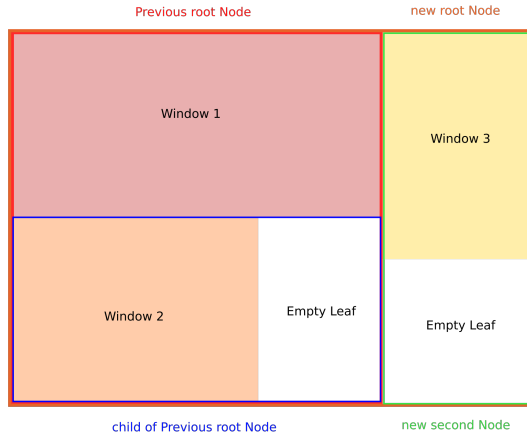 Previous root Node
new root Node
Window 1
Window 3
Window 2
Empty Leaf
Empty Leaf
child of Previous root Node
new second Node